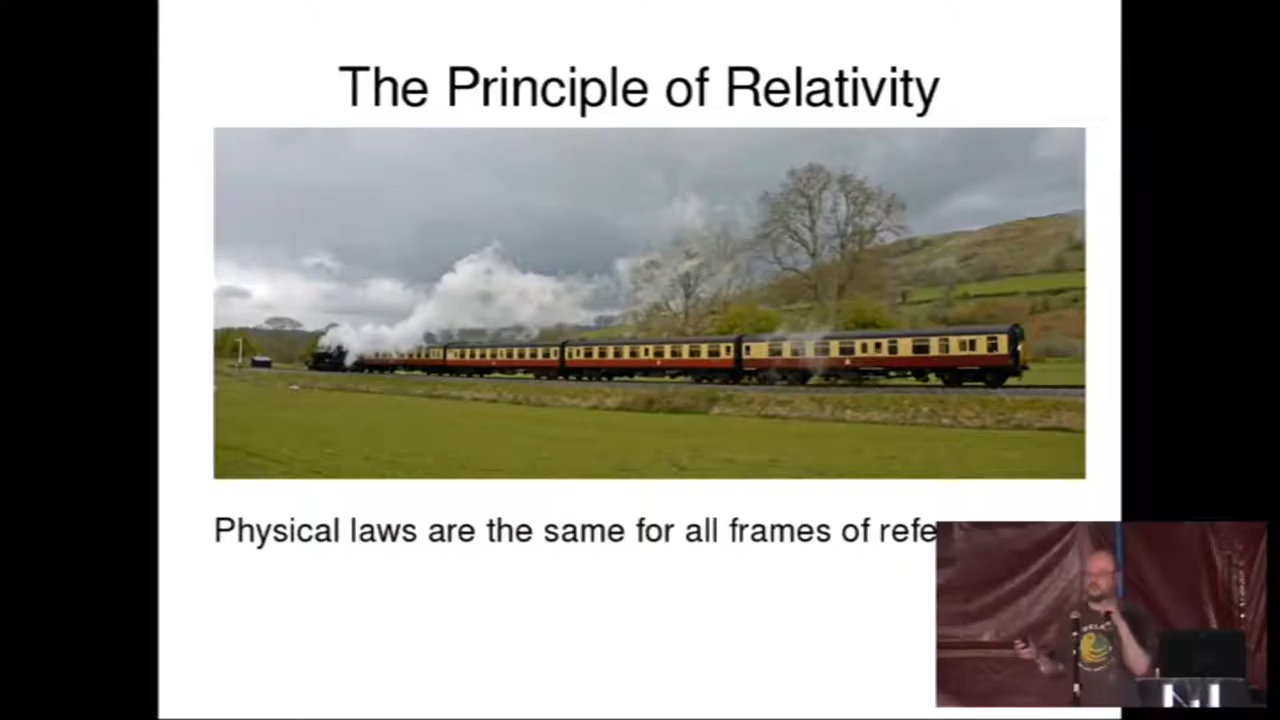 The Principle of Relativity
Physical laws are the same for all frames of refe